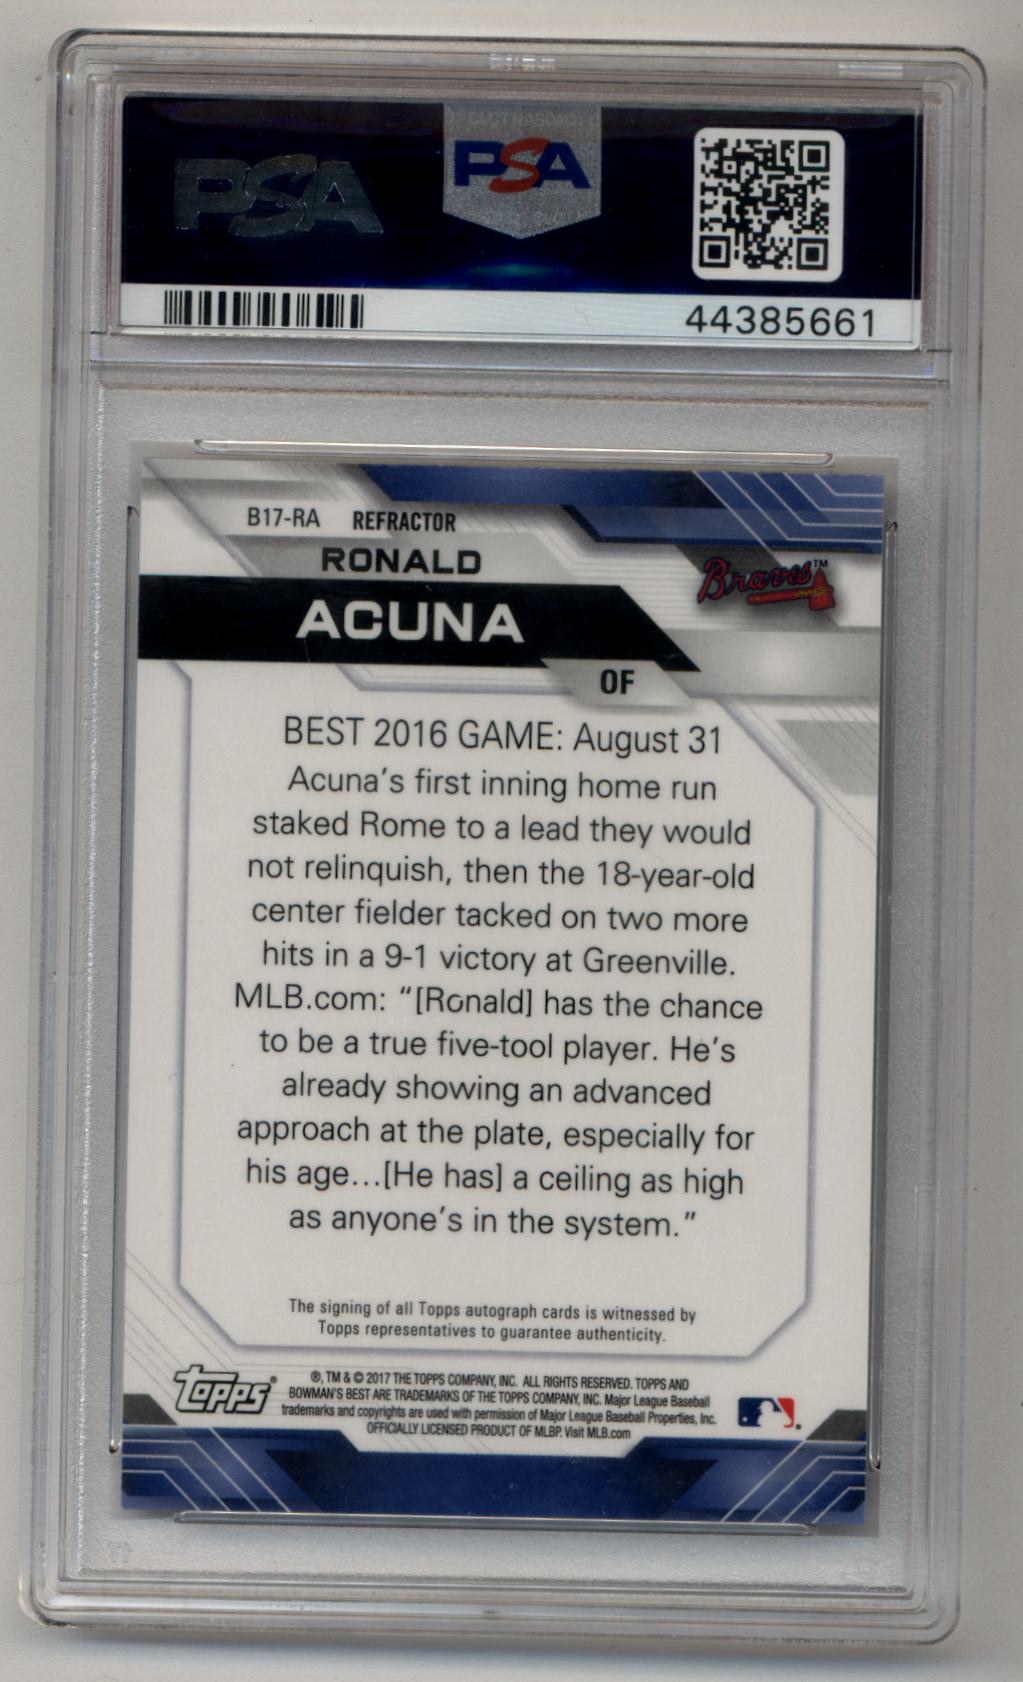 CLCT NASDAQ:
PSA
PSA
44385661
B17-RA REFRACTOR
RONALD
Braves™
ACUNA
OF
BEST 2016 GAME: August 31
Acuna's first inning home run
staked Rome to a lead they would
not relinquish, then the 18-year-old
center fielder tacked on two more
hits in a 9-1 victory at Greenville.
MLB.com: “[Ronald] has the chance
to be a true five-tool player. He's
already showing an advanced
approach at the plate, especially for
his age...[He has] a ceiling as high
as anyone's in the system.”
The signing of all Topps autograph cards is witnessed by
Topps representatives to guarantee authenticity.
topps®
®, TM & © 2017 THE TOPPS COMPANY, INC. ALL RIGHTS RESERVED. TOPPS AND
BOWMAN'S BEST ARE TRADEMARKS OF THE TOPPS COMPANY, INC. Major League Baseball
trademarks and copyrights are used with permission of Major League Baseball Properties, Inc.
OFFICIALLY LICENSED PRODUCT OF MLBP. Visit MLB.com